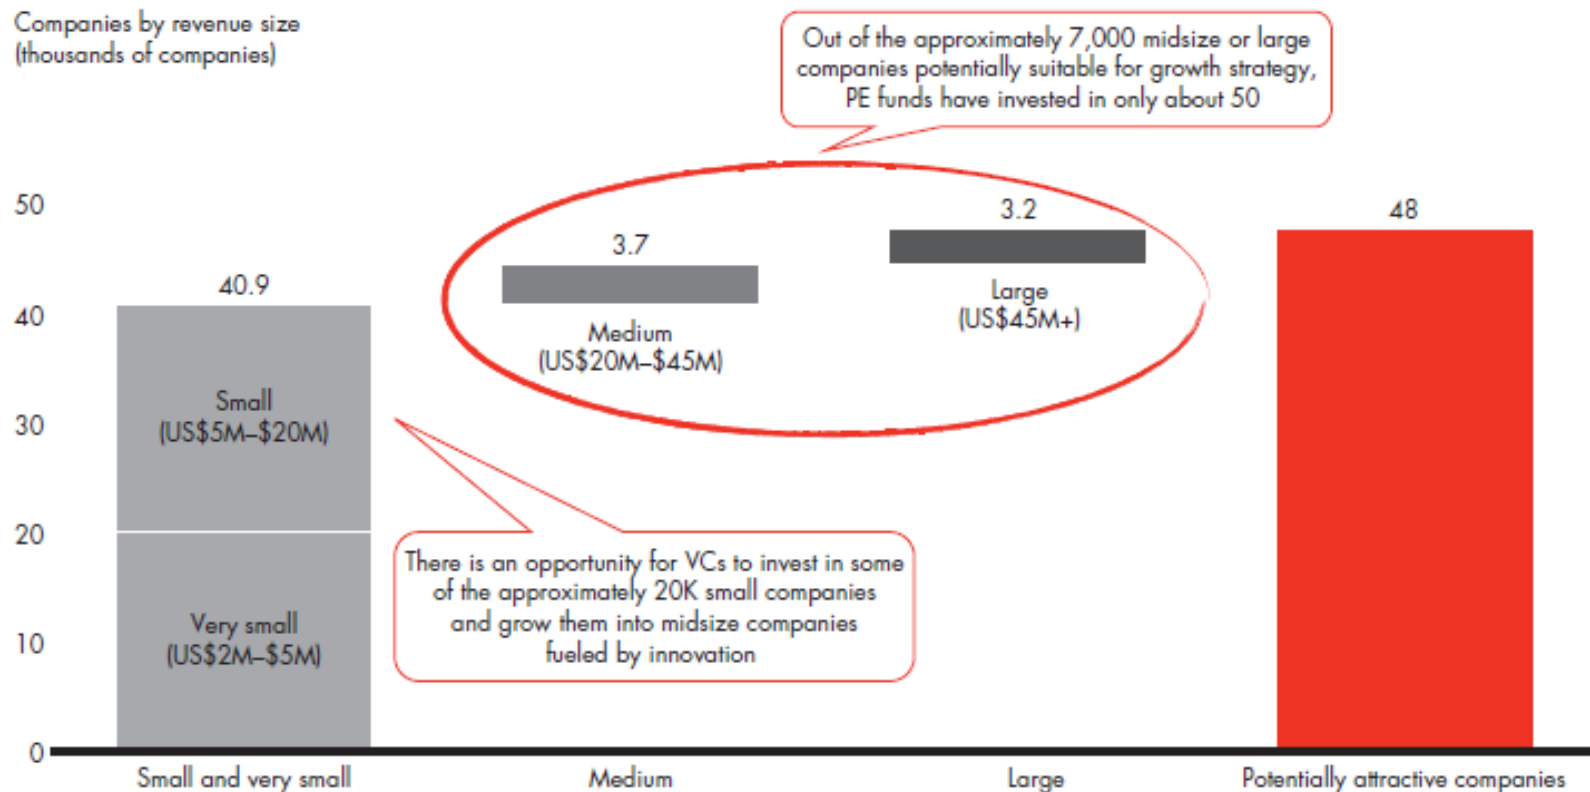 Companies by revenue size
(thousands of companies)
Out of the approximately 7,000 midsize or large
companies potentially suitable for growth strategy,
PE funds have invested in only about 50
50
40
30
20
10
0
40.9
Small
(US$5M–$20M)
Very small
(US$2M–$5M)
3.7
Medium
(US$20M–$45M)
3.2
Large
(US$45M+)
48
There is an opportunity for VCs to invest in some
of the approximately 20K small companies
and grow them into midsize companies
fueled by innovation
Small and very small
Medium
Large
Potentially attractive companies